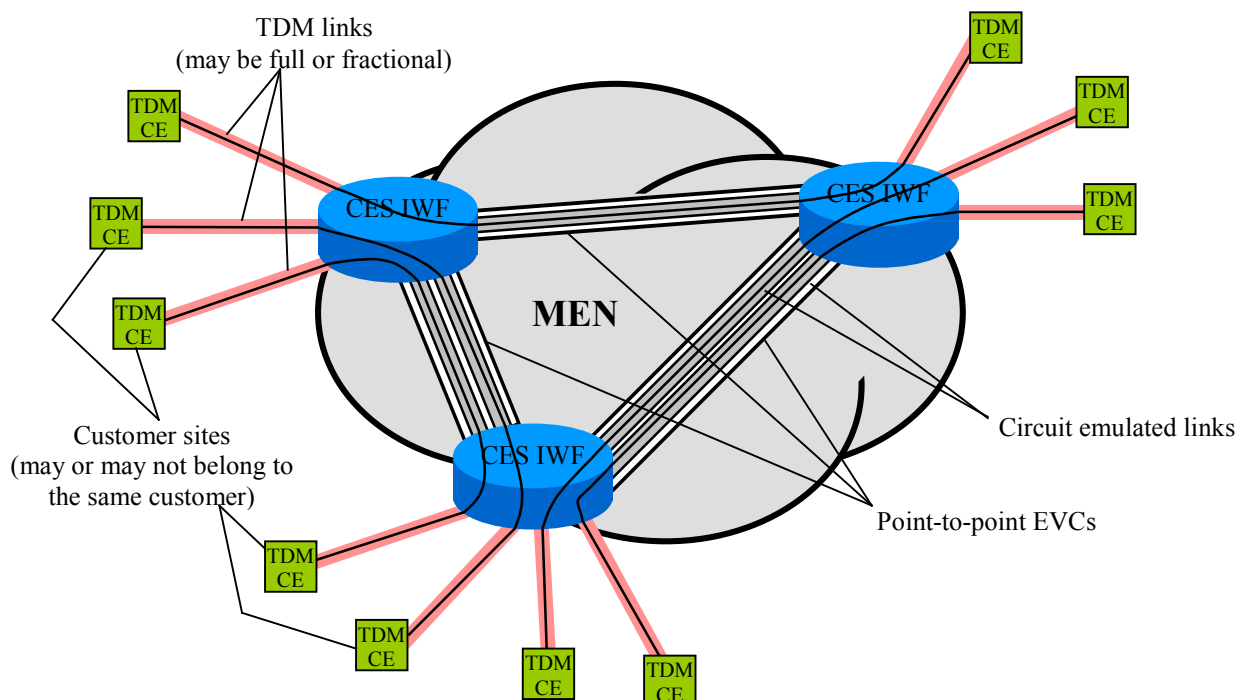 TDM links
(may be full or fractional)
TDM
CE
TDM
CE
TDM
CE
TDM
CE
TDM
CE
TDM
CE
CES IWF
CES IWF
MEN
Circuit emulated links
Customer sites
(may or may not belong to
the same customer)
CES IWF
Point-to-point EVCs
TDM
CE
TDM
CE
TDM
CE
TDM
CE